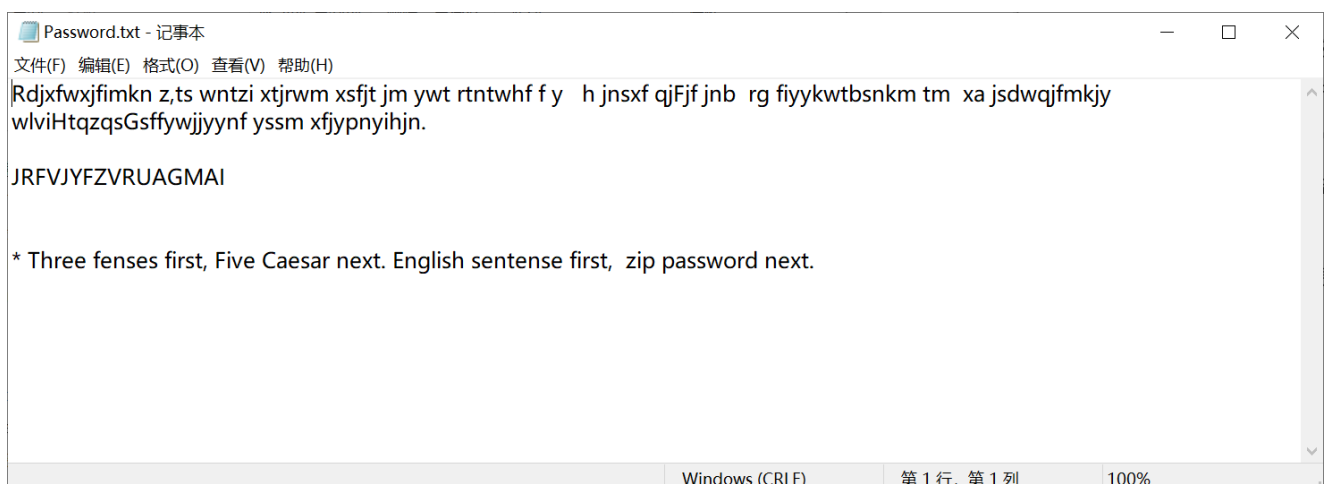 Password.txt - 记事本
文件(F) 编辑(E) 格式(O) 查看(V) 帮助(H)
Rdjxfwxjfimkn z,ts wntzi xtjrwm xsfjt jm ywt rtntwhf f y   h jnsxf qjFjf jnb  rg fiyykwtbsnkm tm  xa jsdwqjfmkjy
wlviHtqzqsGsffywjjyynf yssm xfjypnyihjn.
JRFVJYFZVRUAGMAI
* Three fenses first, Five Caesar next. English sentense first,  zip password next.
Windows (CRLF) 第 1 行，第 1 列 100%